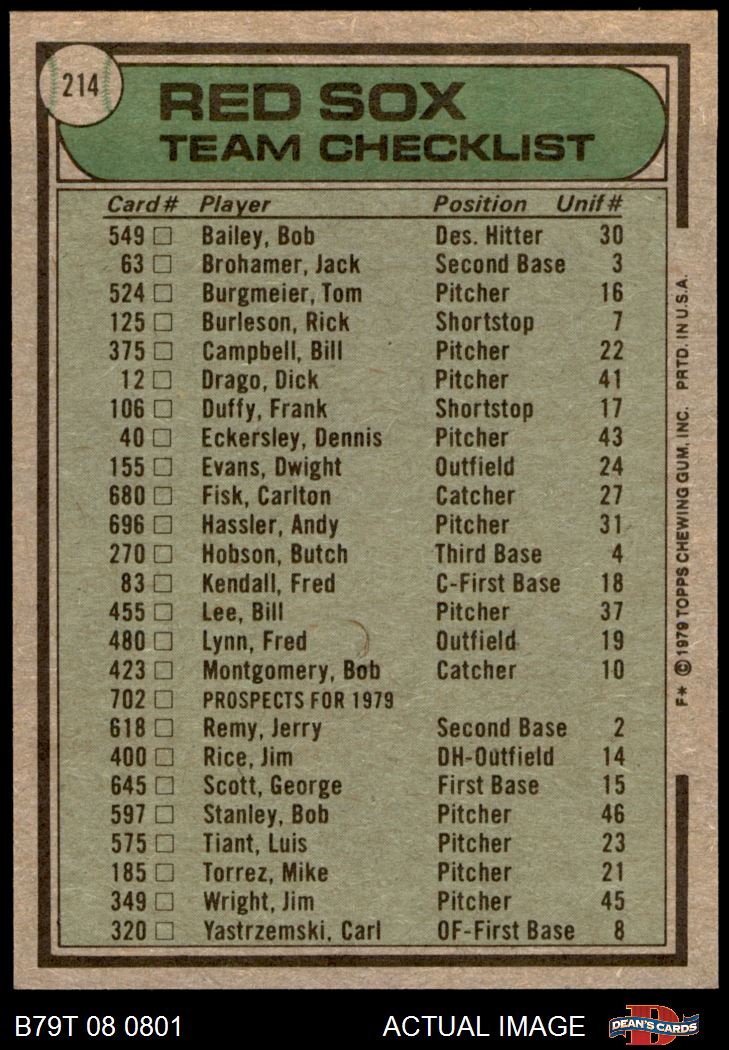 214
RED SOX
TEAM CHECKLIST
Card # Player Position Unif #
549 Bailey, Bob Des. Hitter 30
63 Brohamer, Jack Second Base 3
524 Burgmeier, Tom Pitcher 16
125 Burleson, Rick Shortstop 7
375 Campbell, Bill Pitcher 22
12 Drago, Dick Pitcher 41
106 Duffy, Frank Shortstop 17
40 Eckersley, Dennis Pitcher 43
155 Evans, Dwight Outfield 24
680 Fisk, Carlton Catcher 27
696 Hassler, Andy Pitcher 31
270 Hobson, Butch Third Base 4
83 Kendall, Fred C-First Base 18
455 Lee, Bill Pitcher 37
480 Lynn, Fred Outfield 19
423 Montgomery, Bob Catcher 10
702 PROSPECTS FOR 1979
618 Remy, Jerry Second Base 2
400 Rice, Jim DH-Outfield 14
645 Scott, George First Base 15
597 Stanley, Bob Pitcher 46
575 Tiant, Luis Pitcher 23
185 Torrez, Mike Pitcher 21
349 Wright, Jim Pitcher 45
320 Yastrzemski, Carl OF-First Base 8
F* © 1979 TOPPS CHEWING GUM, INC. PRTD. IN U.S.A.
B79T 08 0801 ACTUAL IMAGE
D
DEAN'S CARDS